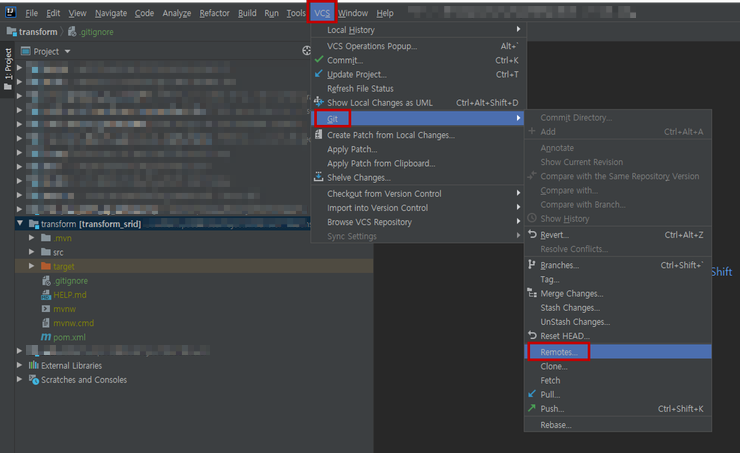 File Edit View Navigate Code Analyze Refactor Build Run Tools VCS Window Help
transform .gitignore
1: Project
Project
transform [transform_srid]
.mvn
src
target
.gitignore
HELP.md
mvnw
mvnw.cmd
pom.xml
External Libraries
Scratches and Consoles
Local History
VCS Operations Popup... Alt+`
Commit... Ctrl+K
Update Project... Ctrl+T
Refresh File Status
Show Local Changes as UML Ctrl+Alt+Shift+D
Git
Create Patch from Local Changes...
Apply Patch...
Apply Patch from Clipboard...
Shelve Changes...
Checkout from Version Control
Import into Version Control
Browse VCS Repository
Sync Settings
Commit Directory...
Add Ctrl+Alt+A
Annotate
Show Current Revision
Compare with the Same Repository Version
Compare with...
Compare with Branch...
Show History
Revert... Ctrl+Alt+Z
Resolve Conflicts...
Branches... Ctrl+Shift+`
Tag...
Merge Changes...
Stash Changes...
UnStash Changes...
Reset HEAD...
Remotes...
Clone...
Fetch
Pull...
Push... Ctrl+Shift+K
Rebase...
Shift